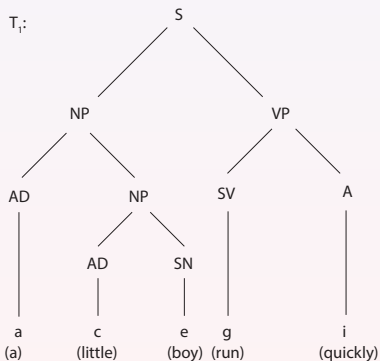 T₁:
S
NP VP
AD NP SV A
AD SN
a c e g i
(a) (little) (boy) (run) (quickly)